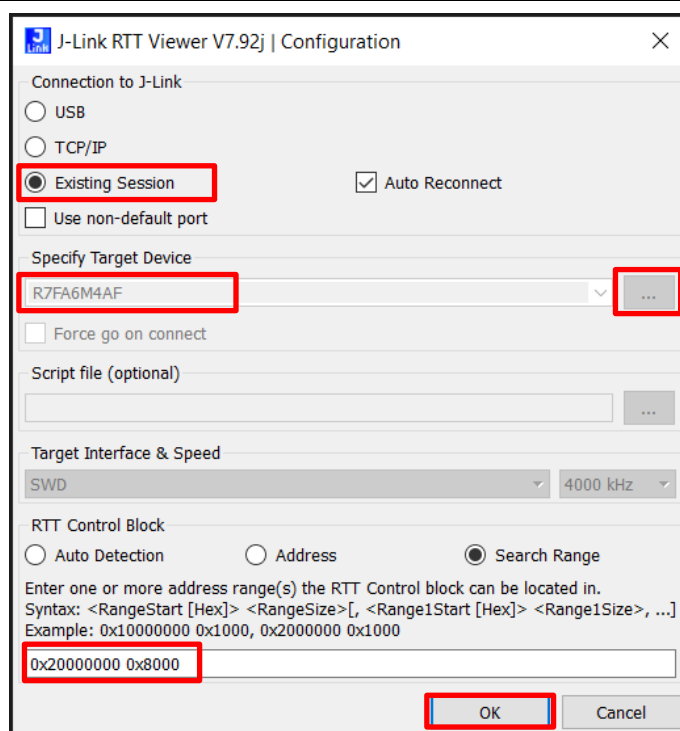 J-Link RTT Viewer V7.92j | Configuration
Connection to J-Link
USB
TCP/IP
Existing Session Auto Reconnect
Use non-default port
Specify Target Device
R7FA6M4AF ...
Force go on connect
Script file (optional)
...
Target Interface & Speed
SWD 4000 kHz
RTT Control Block
Auto Detection Address Search Range
Enter one or more address range(s) the RTT Control block can be located in.
Syntax: <RangeStart [Hex]> <RangeSize>[, <Range1Start [Hex]> <Range1Size>, ...]
Example: 0x10000000 0x1000, 0x2000000 0x1000
0x20000000 0x8000
OK Cancel